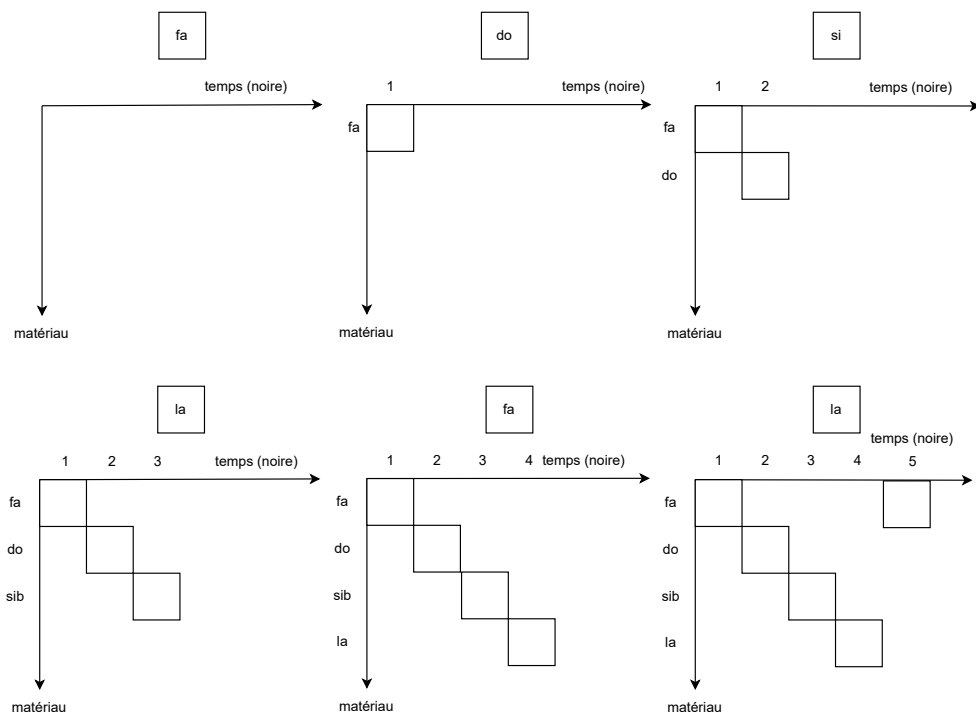 fa
temps (noire)
matériau
do
1
temps (noire)
fa
matériau
si
1 2
temps (noire)
fa
do
matériau
la
1 2 3 temps (noire)
fa
do
sib
matériau
fa
1 2 3 4 temps (noire)
fa
do
sib
la
matériau
la
temps (noire)
1 2 3 4 5
fa
do
sib
la
matériau